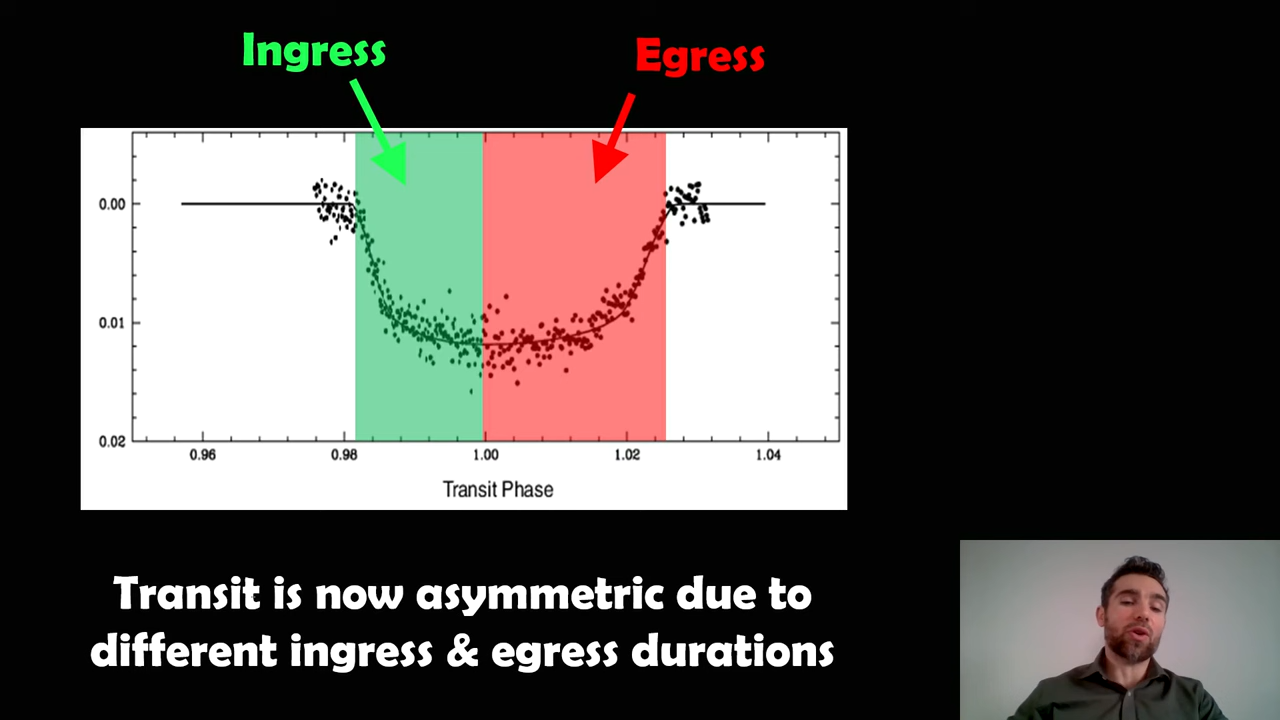 Ingress
Egress
0.00
0.01
0.02
0.96 0.98 1.00 1.02 1.04
Transit Phase
Transit is now asymmetric due to
different ingress & egress durations